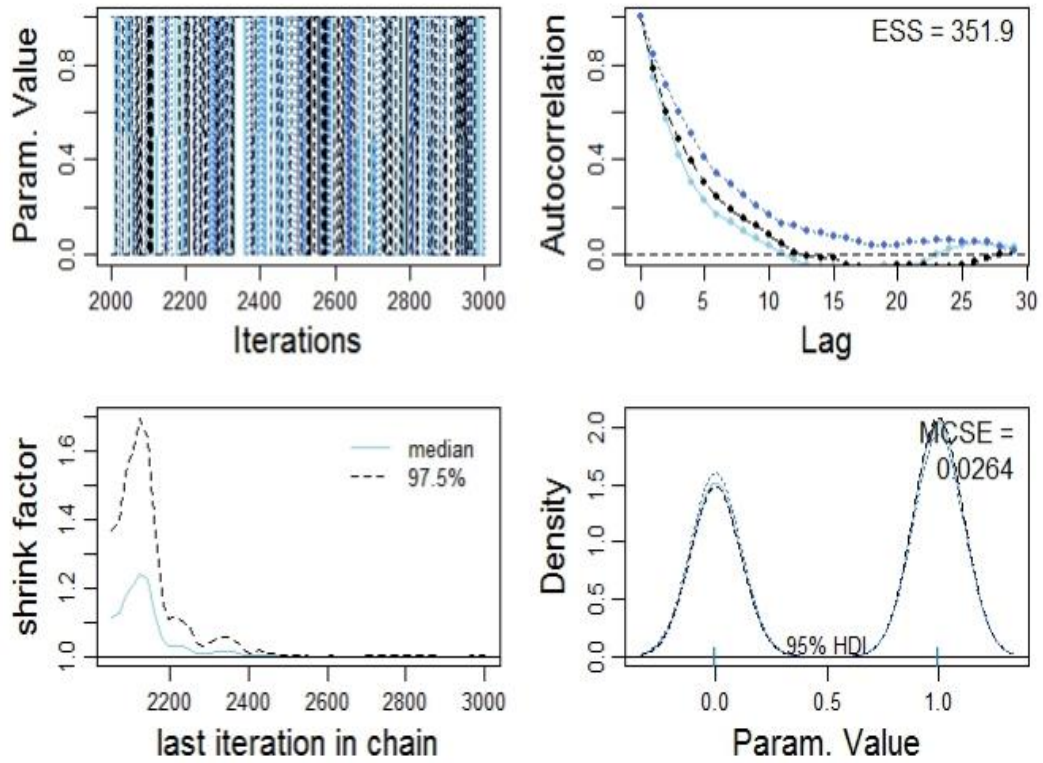 Param. Value
0.0 0.4 0.8
2000 2200 2400 2600 2800 3000
Iterations
ESS = 351.9
Autocorrelation
0.0 0.4 0.8
0 5 10 15 20 25 30
Lag
shrink factor
1.0 1.2 1.4 1.6
median
97.5%
2200 2400 2600 2800 3000
last iteration in chain
MCSE =
0.0264
Density
0.0 0.5 1.0 1.5 2.0
95% HDI
0.0 0.5 1.0
Param. Value